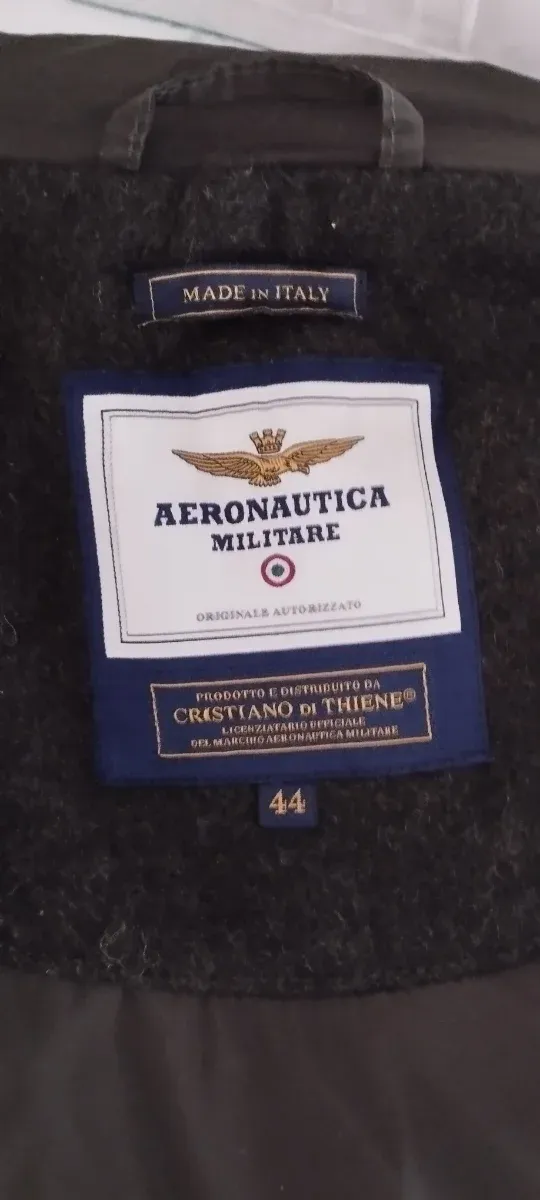 MADE IN ITALY
AERONAUTICA
MILITARE
ORIGINALE AUTORIZZATO
PRODOTTO E DISTRIBUITO DA
CRISTIANO DI THIENE®
LICENZIATARIO UFFICIALE
DEL MARCHIO AERONAUTICA MILITARE
44